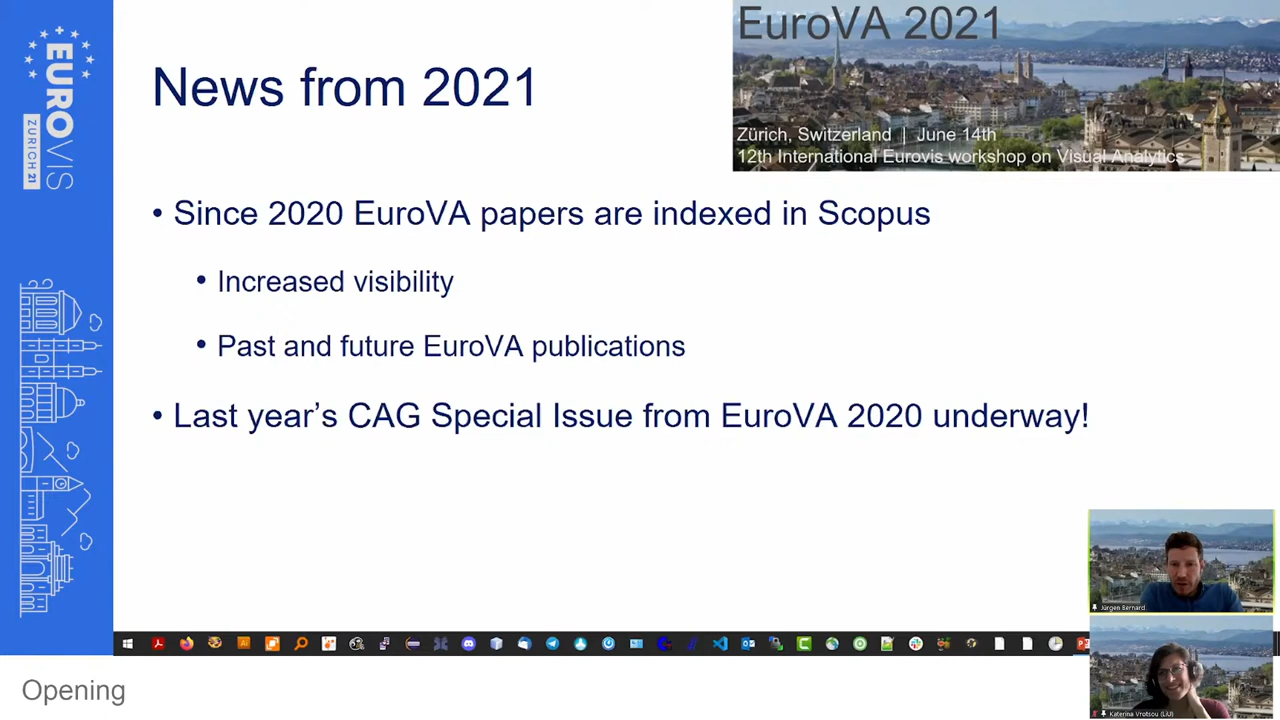 EUROVIS
ZURICH 21
EuroVA 2021
News from 2021
Zürich, Switzerland | June 14th
12th International Eurovis workshop on Visual Analytics
• Since 2020 EuroVA papers are indexed in Scopus
• Increased visibility
• Past and future EuroVA publications
• Last year’s CAG Special Issue from EuroVA 2020 underway!
Jürgen Bernard
Katerina Vrotsou (LiU)
Opening